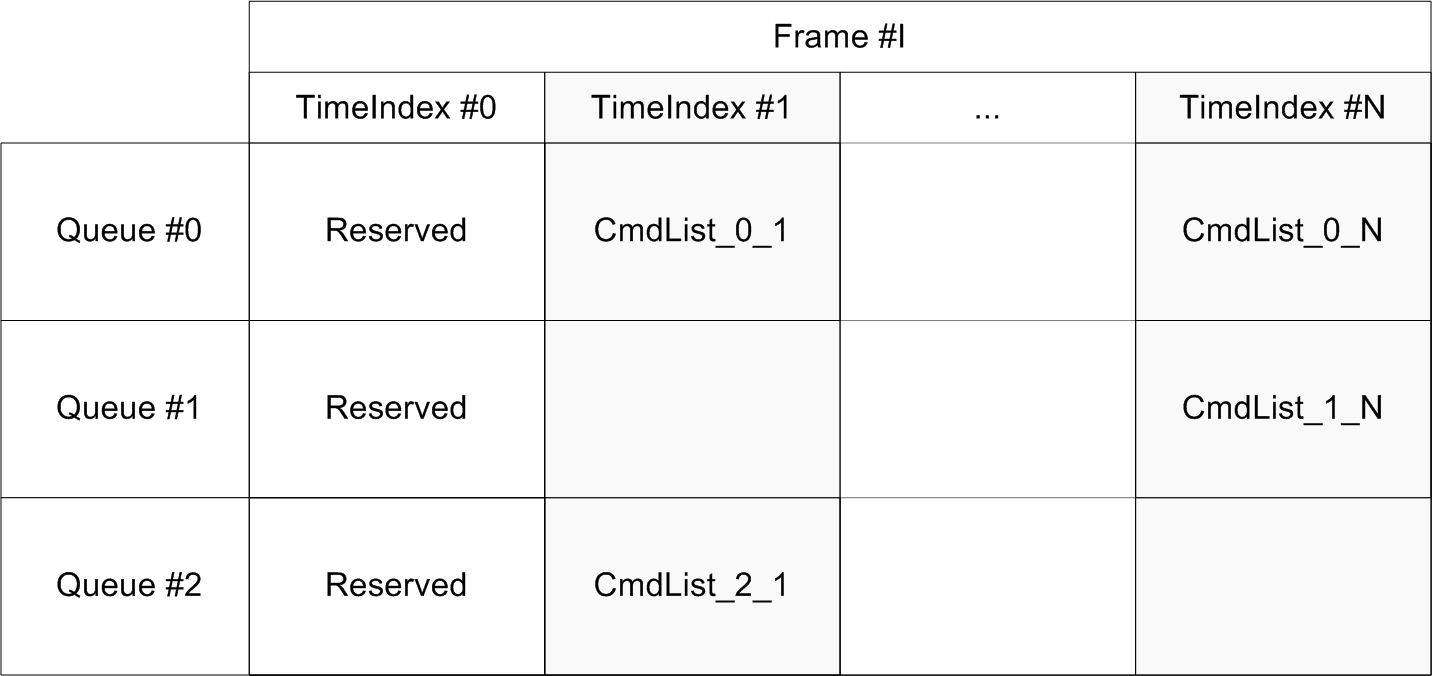 Frame #I
TimeIndex #0 TimeIndex #1 ... TimeIndex #N
Queue #0 Reserved CmdList_0_1 CmdList_0_N
Queue #1 Reserved CmdList_1_N
Queue #2 Reserved CmdList_2_1